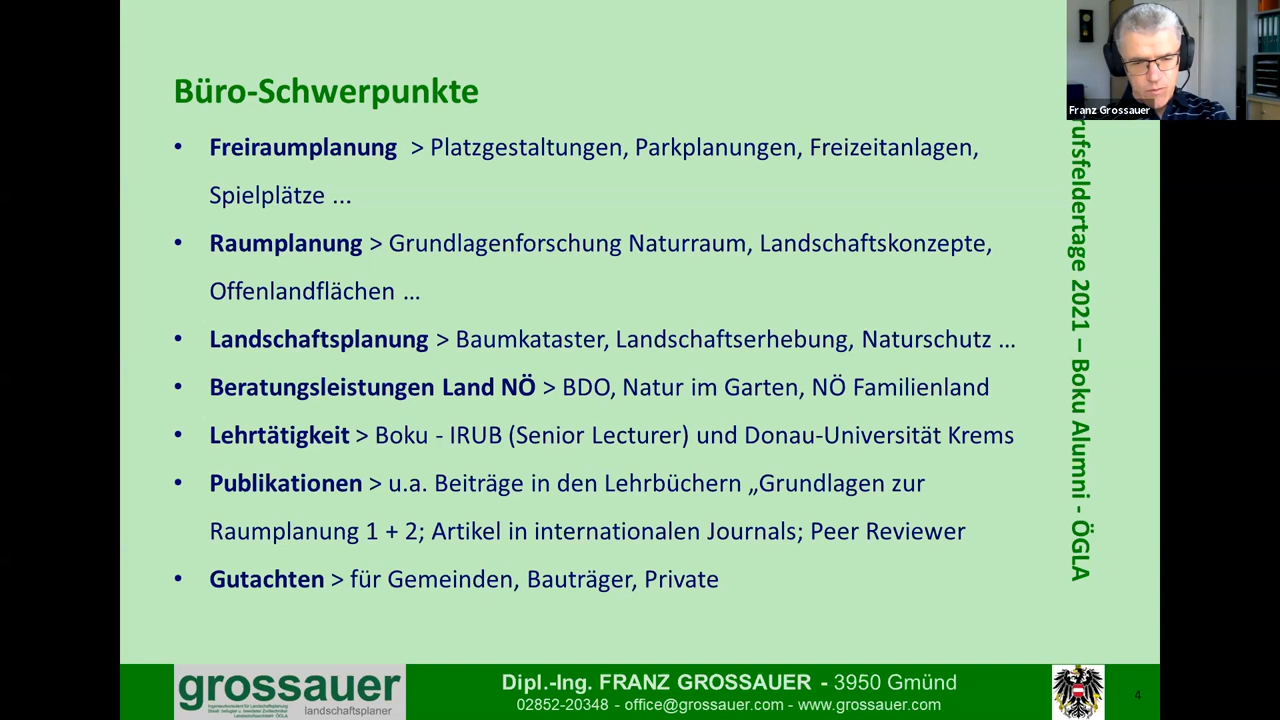 Büro-Schwerpunkte
• Freiraumplanung > Platzgestaltungen, Parkplanungen, Freizeitanlagen,
Spielplätze ...
• Raumplanung > Grundlagenforschung Naturraum, Landschaftskonzepte,
Offenlandflächen …
• Landschaftsplanung > Baumkataster, Landschaftserhebung, Naturschutz …
• Beratungsleistungen Land NÖ > BDO, Natur im Garten, NÖ Familienland
• Lehrtätigkeit > Boku - IRUB (Senior Lecturer) und Donau-Universität Krems
• Publikationen > u.a. Beiträge in den Lehrbüchern „Grundlagen zur
Raumplanung 1 + 2; Artikel in internationalen Journals; Peer Reviewer
• Gutachten > für Gemeinden, Bauträger, Private
Franz Grossauer
rufsfeldertage 2021 – Boku Alumni - ÖGLA
grossauer
landschaftsplaner
Dipl.-Ing. FRANZ GROSSAUER - 3950 Gmünd
02852-20348 - office@grossauer.com - www.grossauer.com
4